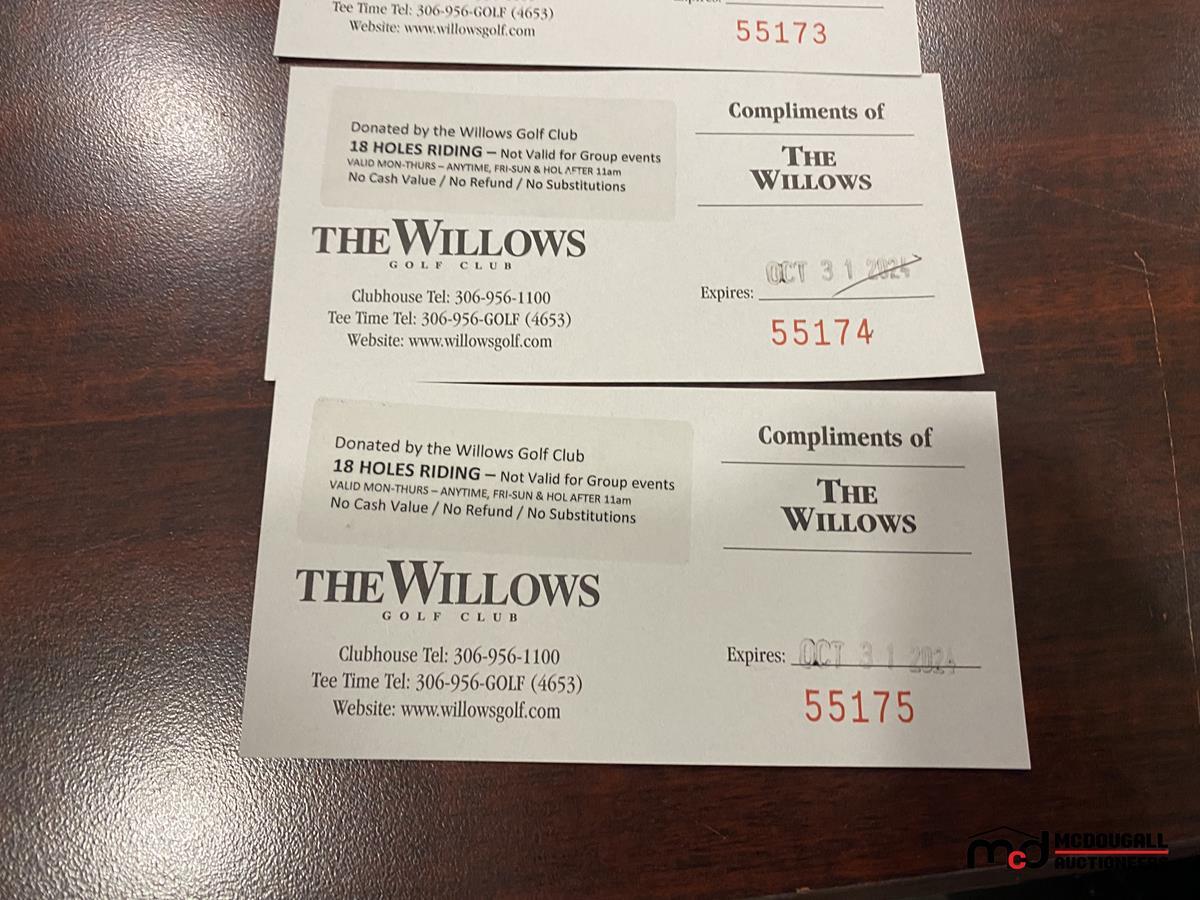 Tee Time Tel: 306-956-GOLF (4653)
Website: www.willowsgolf.com
Expires:
55173
Donated by the Willows Golf Club
18 HOLES RIDING – Not Valid for Group events
VALID MON-THURS – ANYTIME, FRI-SUN & HOL AFTER 11am
No Cash Value / No Refund / No Substitutions
THE WILLOWS
GOLF CLUB
Clubhouse Tel: 306-956-1100
Tee Time Tel: 306-956-GOLF (4653)
Website: www.willowsgolf.com
Compliments of
THE
WILLOWS
Expires: OCT 31 2024
55174
Donated by the Willows Golf Club
18 HOLES RIDING – Not Valid for Group events
VALID MON-THURS – ANYTIME, FRI-SUN & HOL AFTER 11am
No Cash Value / No Refund / No Substitutions
THE WILLOWS
GOLF CLUB
Clubhouse Tel: 306-956-1100
Tee Time Tel: 306-956-GOLF (4653)
Website: www.willowsgolf.com
Compliments of
THE
WILLOWS
Expires: OCT 31 2024
55175
mcd MCDOUGALL
AUCTIONEERS